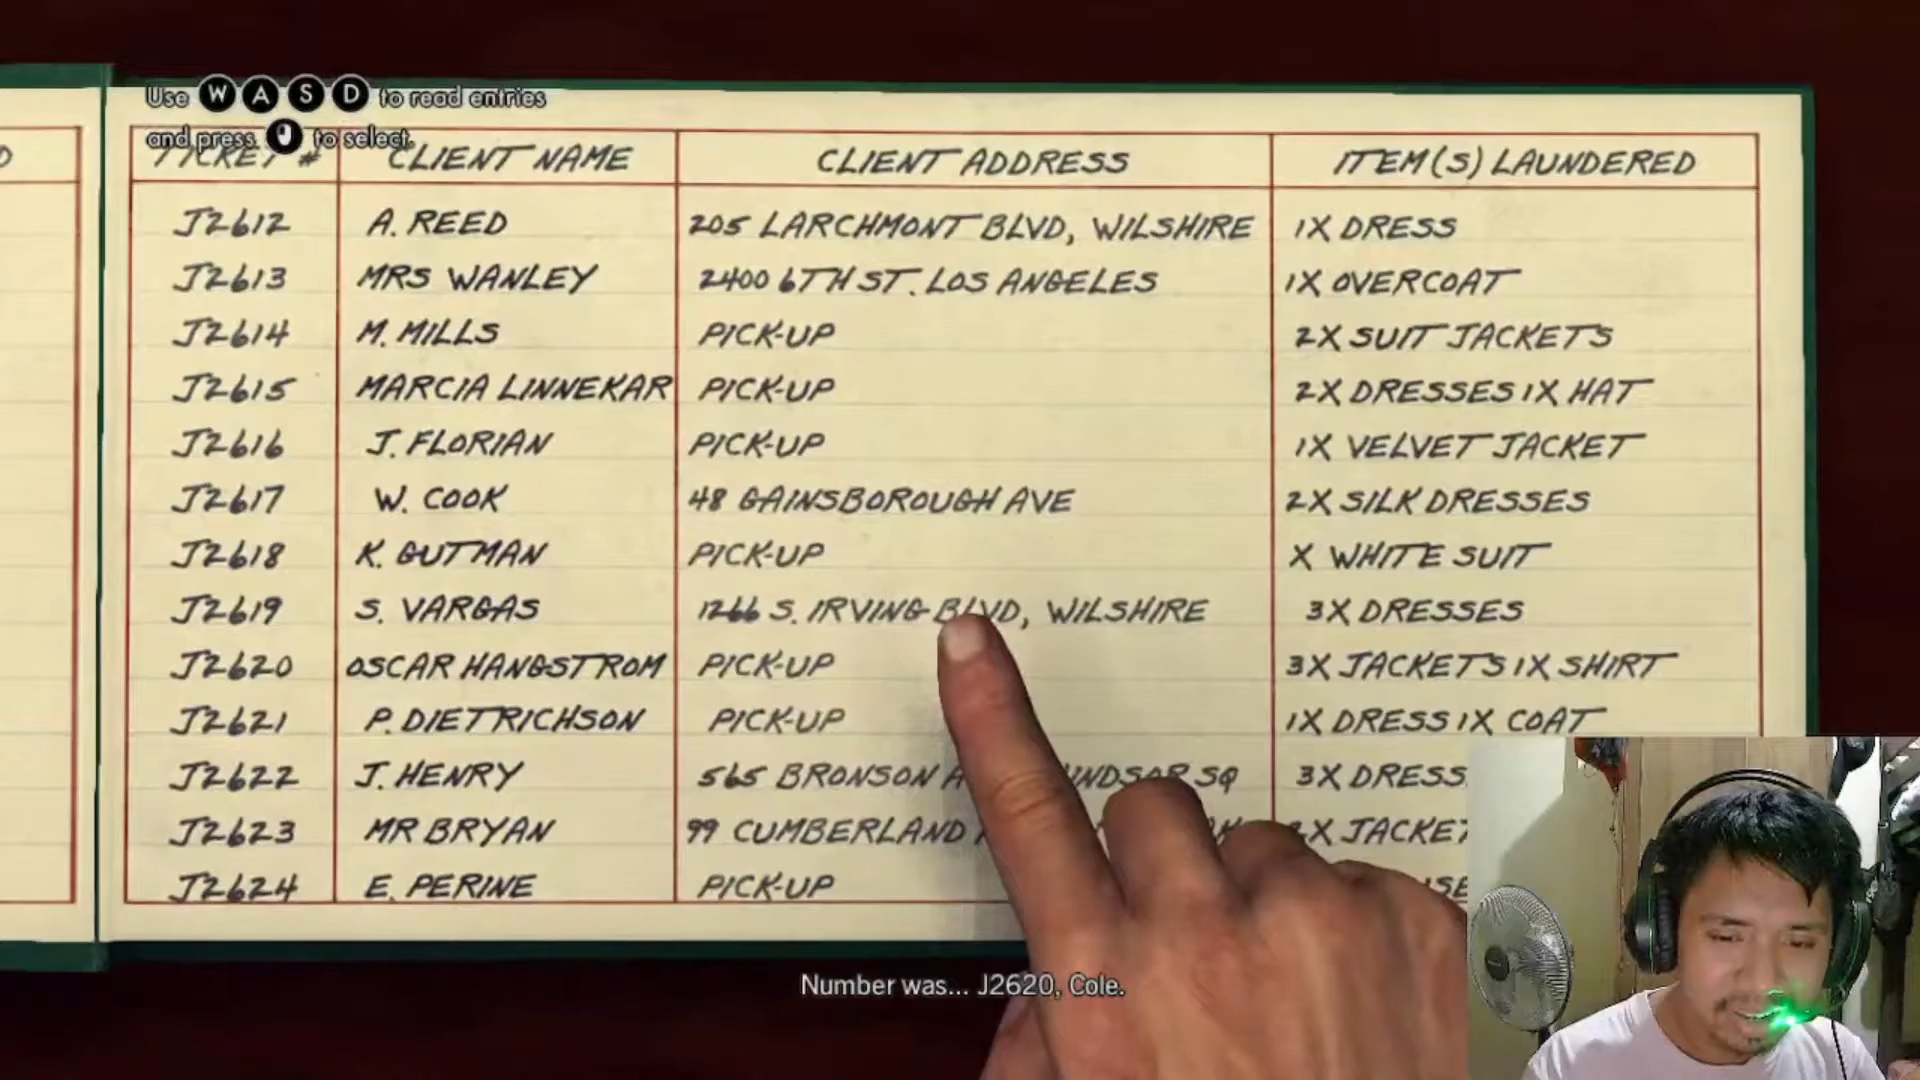 Use W A S D to read entries
and press to select.
TICKET # CLIENT NAME CLIENT ADDRESS ITEM(S) LAUNDERED
J2612 A. REED 205 LARCHMONT BLVD, WILSHIRE 1X DRESS
J2613 MRS WANLEY 2400 6TH ST. LOS ANGELES 1X OVERCOAT
J2614 M. MILLS PICK-UP 2X SUIT JACKETS
J2615 MARCIA LINNEKAR PICK-UP 2X DRESSES 1X HAT
J2616 J. FLORIAN PICK-UP 1X VELVET JACKET
J2617 W. COOK 48 GAINSBOROUGH AVE 2X SILK DRESSES
J2618 K. GUTMAN PICK-UP X WHITE SUIT
J2619 S. VARGAS 1266 S. IRVING BLVD, WILSHIRE 3X DRESSES
J2620 OSCAR HANGSTROM PICK-UP 3X JACKETS 1X SHIRT
J2621 P. DIETRICHSON PICK-UP 1X DRESS 1X COAT
J2622 J. HENRY 565 BRONSON SQ 3X DRESS
J2623 MR BRYAN 99 CUMBERLAND
J2624 E. PERINE PICK-UP
Number was... J2620, Cole.